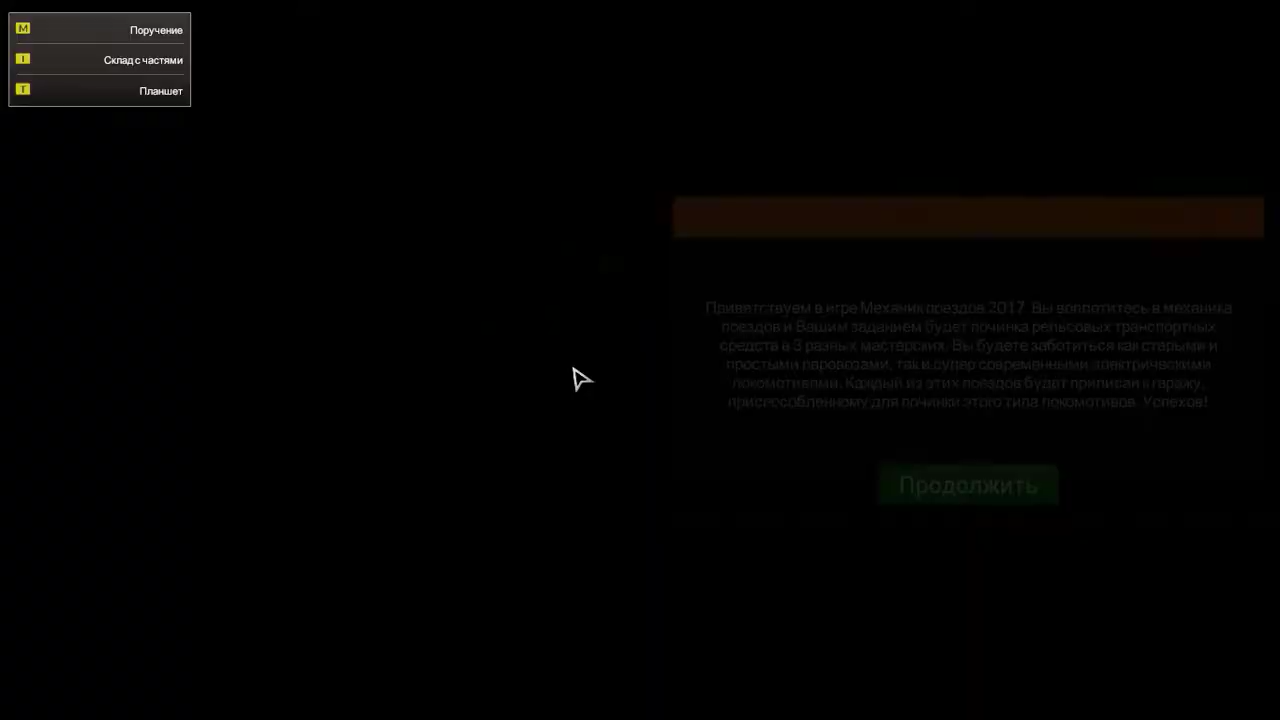 M Поручение
I Склад с частями
T Планшет
Приветствуем в игре Механик поездов 2017. Вы воплотитесь в механика
поездов и Вашим заданием будет починка рельсовых транспортных
средств в 3 разных мастерских. Вы будете заботиться как старыми и
простыми паровозами, так и супер современными электрическими
локомотивами. Каждый из этих поездов будет приписан к гаражу,
приспособленному для починки этого типа локомотивов. Успехов!
Продолжить